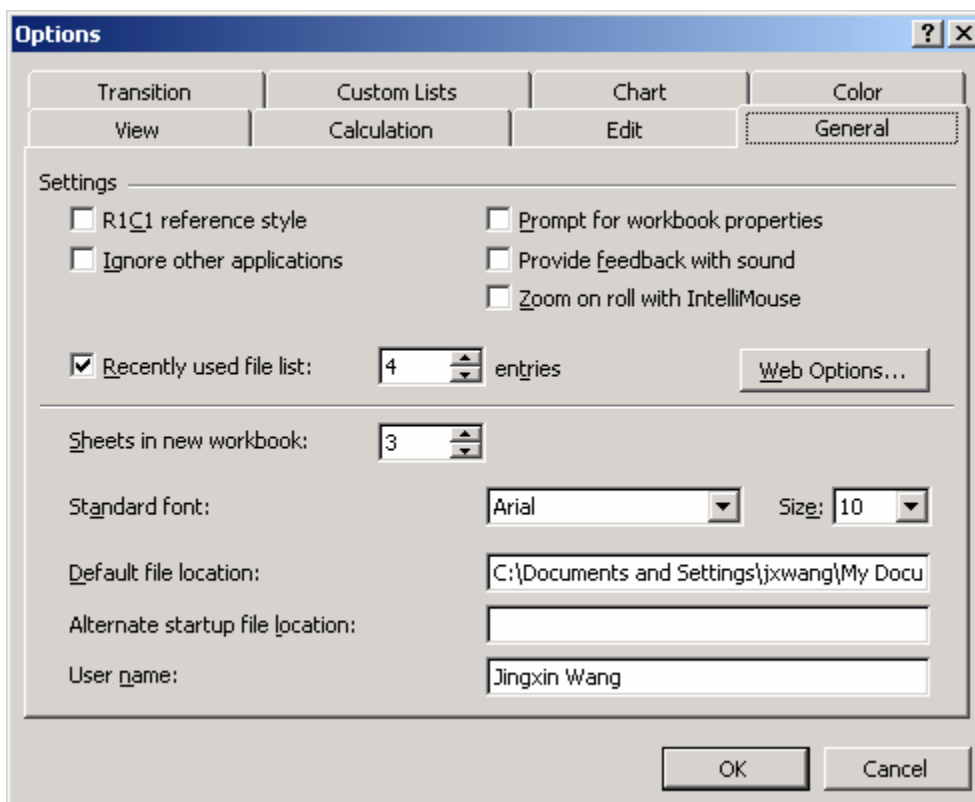 Options
Transition Custom Lists Chart Color
View Calculation Edit General
Settings
R1C1 reference style Prompt for workbook properties
Ignore other applications Provide feedback with sound
Zoom on roll with IntelliMouse
Recently used file list: 4 entries Web Options...
Sheets in new workbook: 3
Standard font: Arial Size: 10
Default file location: C:\Documents and Settings\jxwang\My Docu
Alternate startup file location:
User name: Jingxin Wang
OK Cancel